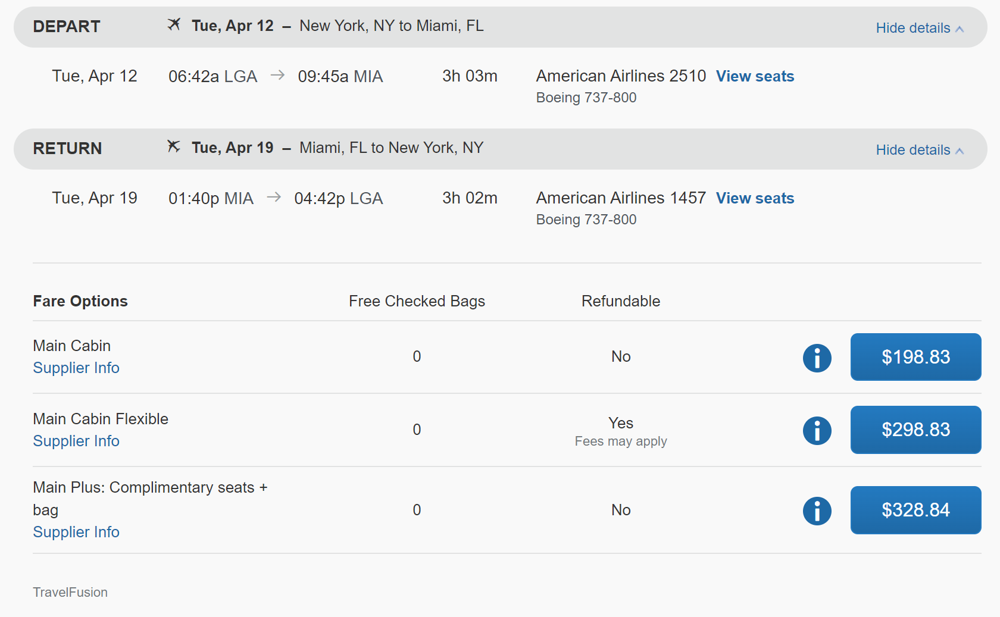 DEPART Tue, Apr 12 – New York, NY to Miami, FL Hide details
Tue, Apr 12 06:42a LGA → 09:45a MIA 3h 03m American Airlines 2510 View seats
Boeing 737-800
RETURN Tue, Apr 19 – Miami, FL to New York, NY Hide details
Tue, Apr 19 01:40p MIA → 04:42p LGA 3h 02m American Airlines 1457 View seats
Boeing 737-800
Fare Options Free Checked Bags Refundable
Main Cabin
Supplier Info
0 No $198.83
Main Cabin Flexible
Supplier Info
0 Yes
Fees may apply
$298.83
Main Plus: Complimentary seats +
bag
Supplier Info
0 No $328.84
TravelFusion